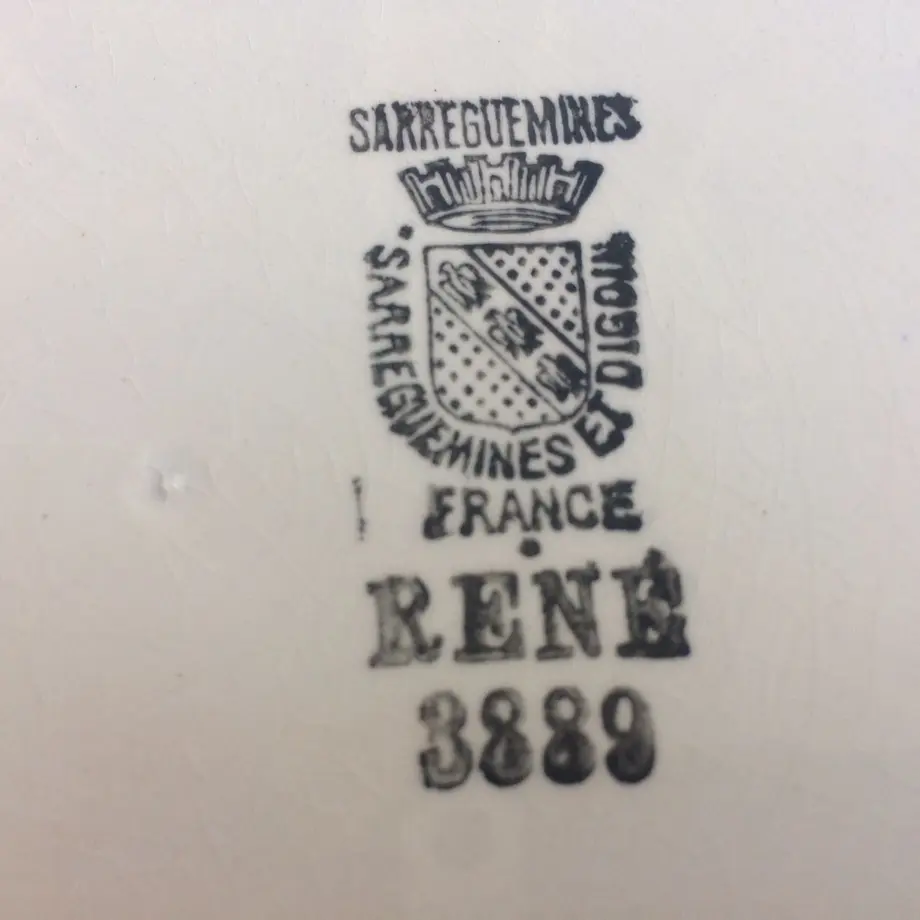 SARREGUEMINES
SARREGUEMINES ET DIGOIN
FRANCE
RENÉ
3889